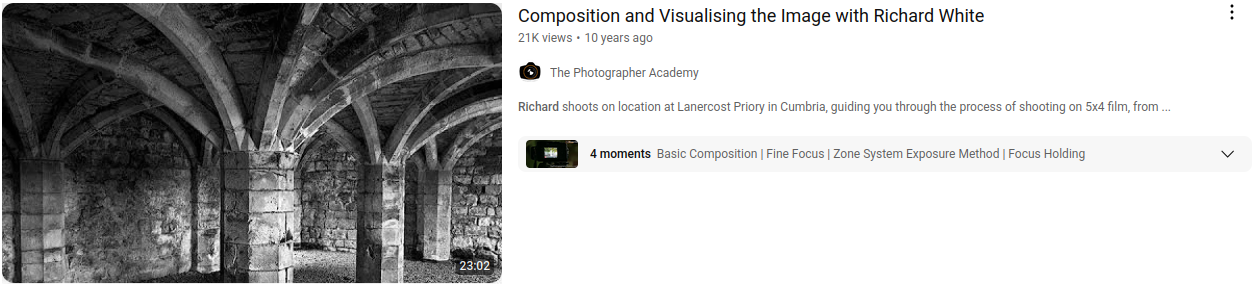 Composition and Visualising the Image with Richard White
21K views • 10 years ago
The Photographer Academy
Richard shoots on location at Lanercost Priory in Cumbria, guiding you through the process of shooting on 5x4 film, from ...
4 moments Basic Composition | Fine Focus | Zone System Exposure Method | Focus Holding
23:02